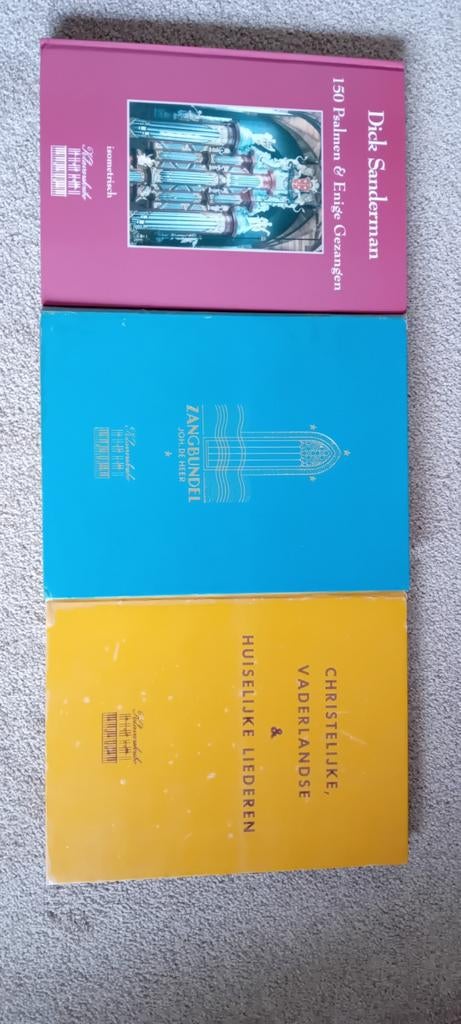 Dick Sanderman
150 Psalmen & Enige Gezangen
isometrisch
Klavarskribo
ZANGBUNDEL
JOH. DE HEER
Klavarskribo
CHRISTELIJKE,
VADERLANDSE
&
HUISELIJKE LIEDEREN
Klavarskribo